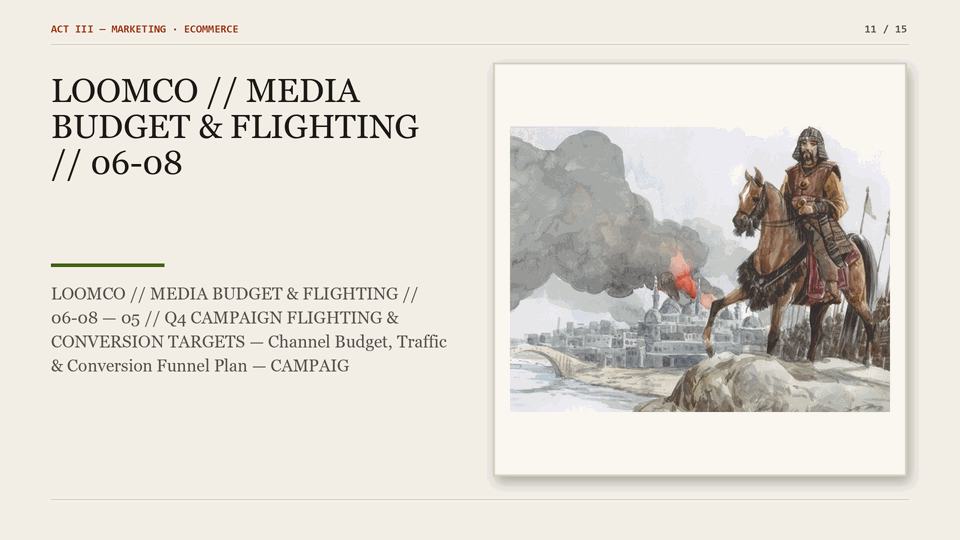 ACT III — MARKETING · ECOMMERCE
11 / 15
LOOMCO // MEDIA
BUDGET & FLIGHTING
// 06-08
LOOMCO // MEDIA BUDGET & FLIGHTING //
06-08 — 05 // Q4 CAMPAIGN FLIGHTING &
CONVERSION TARGETS — Channel Budget, Traffic
& Conversion Funnel Plan — CAMPAIG